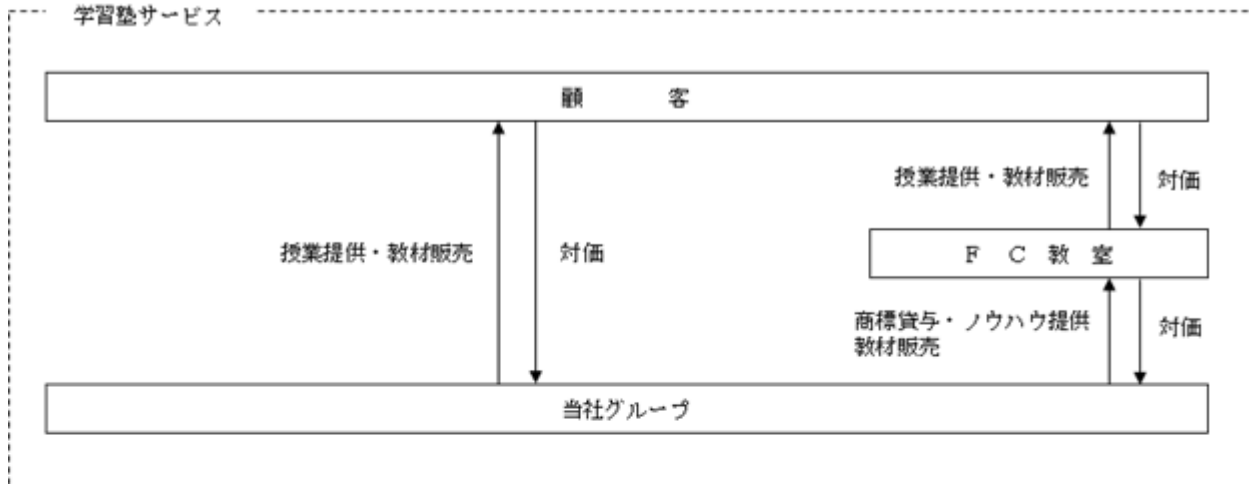 学習塾サービス
顧 客
授業提供・教材販売
対価
授業提供・教材販売
対価
FC教室
商標貸与・ノウハウ提供
教材販売
対価
当社グループ